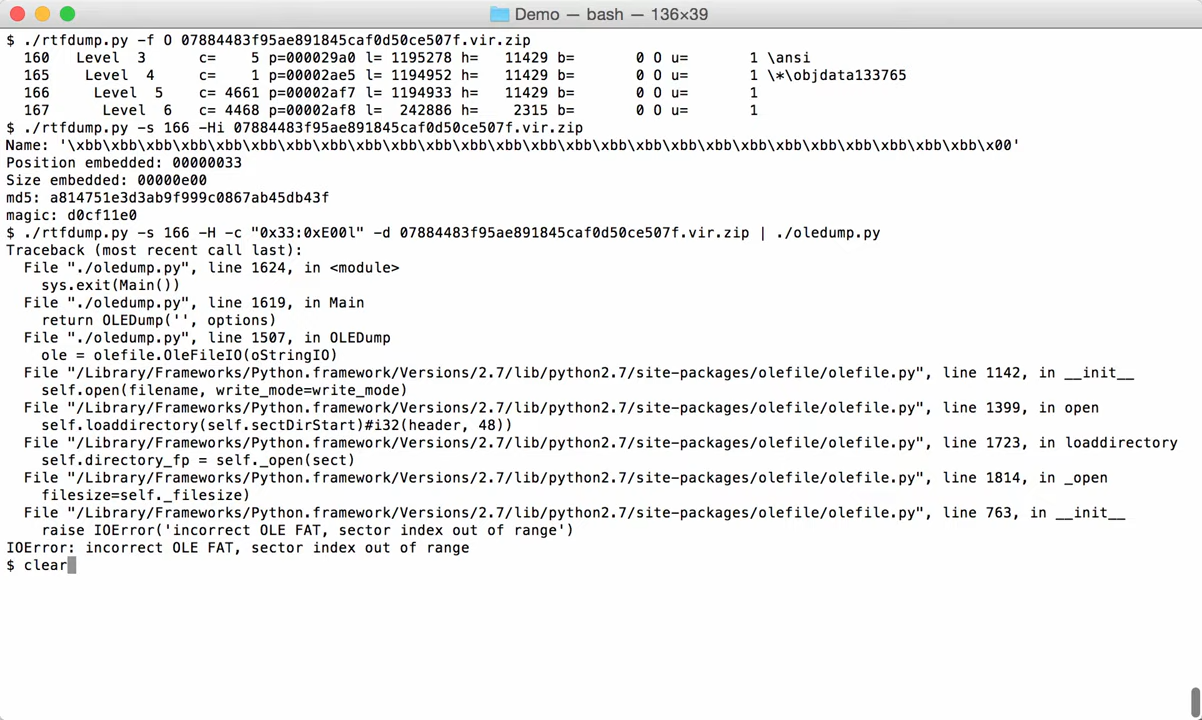 Demo — bash — 136×39
$ ./rtfdump.py -f O 07884483f95ae891845caf0d50ce507f.vir.zip
160 Level 3 c= 5 p=000029a0 l= 1195278 h= 11429 b= 0 O u= 1 \ansi
165 Level 4 c= 1 p=00002ae5 l= 1194952 h= 11429 b= 0 O u= 1 \*\objdata133765
166 Level 5 c= 4661 p=00002af7 l= 1194933 h= 11429 b= 0 O u= 1
167 Level 6 c= 4468 p=00002af8 l= 242886 h= 2315 b= 0 O u= 1
$ ./rtfdump.py -s 166 -Hi 07884483f95ae891845caf0d50ce507f.vir.zip
Name: '\xbb\xbb\xbb\xbb\xbb\xbb\xbb\xbb\xbb\xbb\xbb\xbb\xbb\xbb\xbb\xbb\xbb\xbb\xbb\xbb\xbb\xbb\xbb\xbb\xbb\xbb\x00'
Position embedded: 00000033
Size embedded: 00000e00
md5: a814751e3d3ab9f999c0867ab45db43f
magic: d0cf11e0
$ ./rtfdump.py -s 166 -H -c "0x33:0xE00l" -d 07884483f95ae891845caf0d50ce507f.vir.zip | ./oledump.py
Traceback (most recent call last):
File "./oledump.py", line 1624, in <module>
sys.exit(Main())
File "./oledump.py", line 1619, in Main
return OLEDump('', options)
File "./oledump.py", line 1507, in OLEDump
ole = olefile.OleFileIO(oStringIO)
File "/Library/Frameworks/Python.framework/Versions/2.7/lib/python2.7/site-packages/olefile/olefile.py", line 1142, in __init__
self.open(filename, write_mode=write_mode)
File "/Library/Frameworks/Python.framework/Versions/2.7/lib/python2.7/site-packages/olefile/olefile.py", line 1399, in open
self.loaddirectory(self.sectDirStart)#i32(header, 48))
File "/Library/Frameworks/Python.framework/Versions/2.7/lib/python2.7/site-packages/olefile/olefile.py", line 1723, in loaddirectory
self.directory_fp = self._open(sect)
File "/Library/Frameworks/Python.framework/Versions/2.7/lib/python2.7/site-packages/olefile/olefile.py", line 1814, in _open
filesize=self._filesize)
File "/Library/Frameworks/Python.framework/Versions/2.7/lib/python2.7/site-packages/olefile/olefile.py", line 763, in __init__
raise IOError('incorrect OLE FAT, sector index out of range')
IOError: incorrect OLE FAT, sector index out of range
$ clear